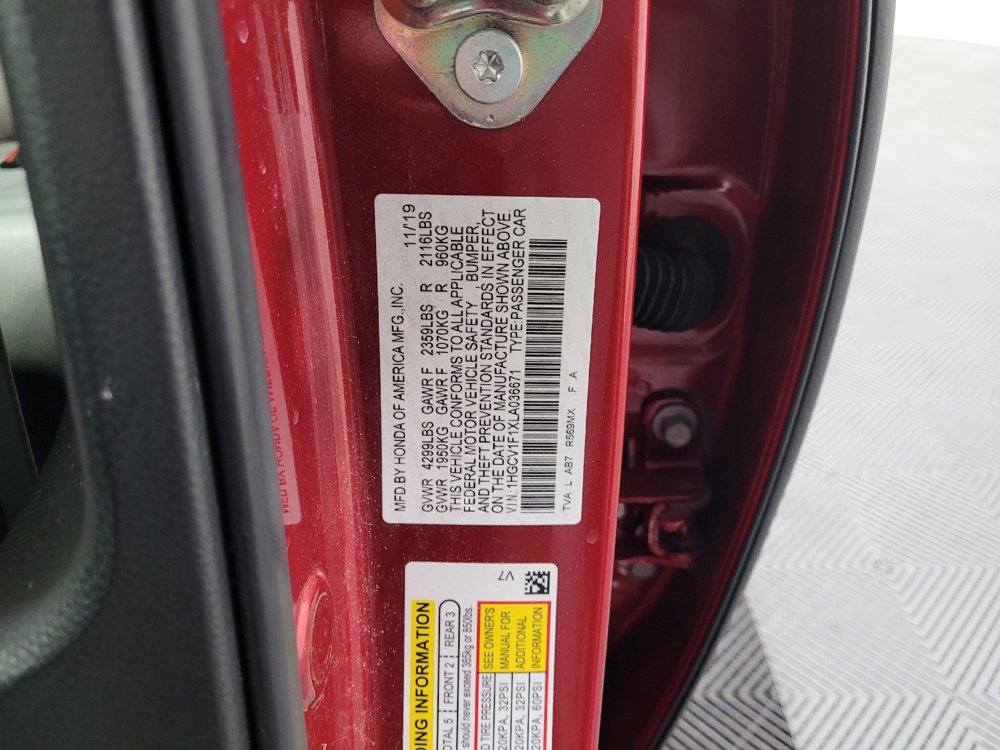 MFD BY HONDA OF AMERICA MFG.,INC. 11/19
GVWR 4299LBS GAWR F 2359LBS R 2116LBS
GVWR 1950KG GAWR F 1070KG R 960KG
THIS VEHICLE CONFORMS TO ALL APPLICABLE
FEDERAL MOTOR VEHICLE SAFETY , BUMPER,
AND THEFT PREVENTION STANDARDS IN EFFECT
ON THE DATE OF MANUFACTURE SHOWN ABOVE.
VIN:1HGCV1F1XLA036671 TYPE:PASSENGER CAR
TVA L AB7 R569MX F A
V7
DING INFORMATION
OTAL 5 FRONT 2 REAR 3
should never exceed 385kg or 850lbs.
D TIRE PRESSURE
20KPA, 32PSI
20KPA, 32PSI
20KPA, 60PSI
SEE OWNER'S
MANUAL FOR
ADDITIONAL
INFORMATION